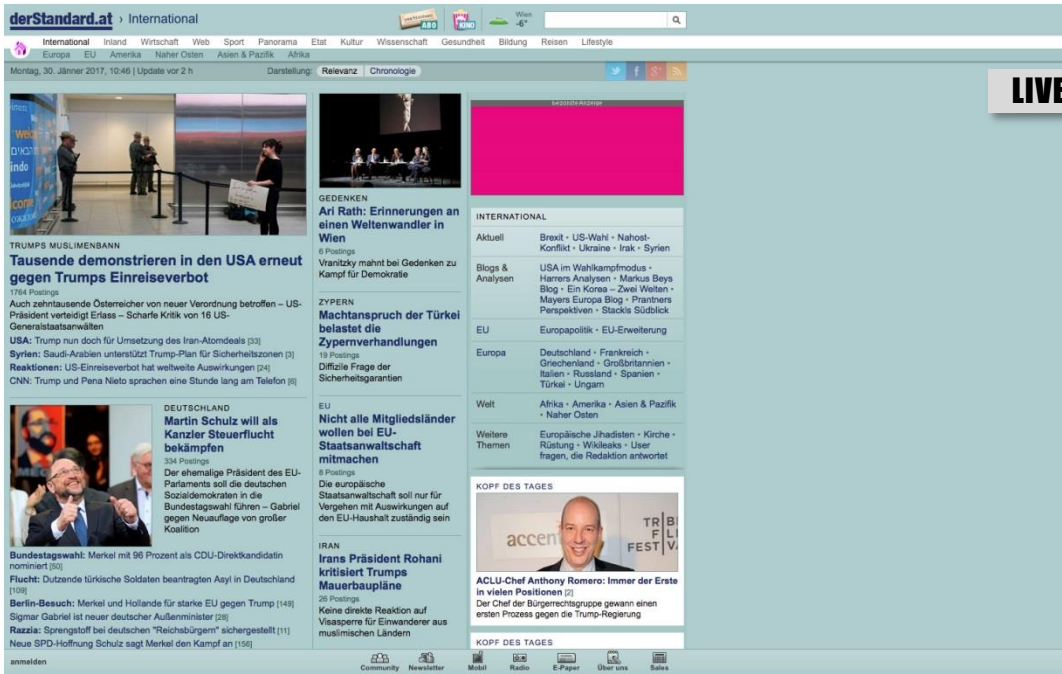 derStandard.at › International
derStandard ABO
KINO
Wien
-6°
International Inland Wirtschaft Web Sport Panorama Etat Kultur Wissenschaft Gesundheit Bildung Reisen Lifestyle
Europa EU Amerika Naher Osten Asien & Pazifik Afrika
Montag, 30. Jänner 2017, 10:46 | Update vor 2 h
Darstellung: Relevanz Chronologie
LIVE
TRUMPS MUSLIMENBANN
Tausende demonstrieren in den USA erneut
gegen Trumps Einreiseverbot
1764 Postings
Auch zehntausende Österreicher von neuer Verordnung betroffen – US-
Präsident verteidigt Erlass – Scharfe Kritik von 16 US-
Generalstaatsanwälten
USA: Trump nun doch für Umsetzung des Iran-Atomdeals [33]
Syrien: Saudi-Arabien unterstützt Trump-Plan für Sicherheitszonen [3]
Reaktionen: US-Einreiseverbot hat weltweite Auswirkungen [24]
CNN: Trump und Pena Nieto sprachen eine Stunde lang am Telefon [6]
DEUTSCHLAND
Martin Schulz will als
Kanzler Steuerflucht
bekämpfen
334 Postings
Der ehemalige Präsident des EU-
Parlaments soll die deutschen
Sozialdemokraten in die
Bundestagswahl führen – Gabriel
gegen Neuauflage von großer
Koalition
Bundestagswahl: Merkel mit 96 Prozent als CDU-Direktkandidatin
nominiert [50]
Flucht: Dutzende türkische Soldaten beantragten Asyl in Deutschland
[109]
Berlin-Besuch: Merkel und Hollande für starke EU gegen Trump [149]
Sigmar Gabriel ist neuer deutscher Außenminister [28]
Razzia: Sprengstoff bei deutschen "Reichsbürgern" sichergestellt [11]
Neue SPD-Hoffnung Schulz sagt Merkel den Kampf an [156]
GEDENKEN
Ari Rath: Erinnerungen an
einen Weltenwandler in
Wien
6 Postings
Vranitzky mahnt bei Gedenken zu
Kampf für Demokratie
ZYPERN
Machtanspruch der Türkei
belastet die
Zypernverhandlungen
19 Postings
Diffizile Frage der
Sicherheitsgarantien
EU
Nicht alle Mitgliedsländer
wollen bei EU-
Staatsanwaltschaft
mitmachen
8 Postings
Die europäische
Staatsanwaltschaft soll nur für
Vergehen mit Auswirkungen auf
den EU-Haushalt zuständig sein
IRAN
Irans Präsident Rohani
kritisiert Trumps
Mauerbaupläne
26 Postings
Keine direkte Reaktion auf
Visasperre für Einwanderer aus
muslimischen Ländern
bezahlte Anzeige
INTERNATIONAL
Aktuell
Brexit • US-Wahl • Nahost-
Konflikt • Ukraine • Irak • Syrien
Blogs &
Analysen
USA im Wahlkampfmodus •
Harrers Analysen • Markus Beys
Blog • Ein Korea – Zwei Welten •
Mayers Europa Blog • Prantners
Perspektiven • Stackls Südblick
EU
Europapolitik • EU-Erweiterung
Europa
Deutschland • Frankreich •
Griechenland • Großbritannien •
Italien • Russland • Spanien •
Türkei • Ungarn
Welt
Afrika • Amerika • Asien & Pazifik
• Naher Osten
Weitere
Themen
Europäische Jihadisten • Kirche •
Rüstung • Wikileaks • User
fragen, die Redaktion antwortet
KOPF DES TAGES
accent
TRIB
FIL
FESTIVA
ACLU-Chef Anthony Romero: Immer der Erste
in vielen Positionen [2]
Der Chef der Bürgerrechtsgruppe gewann einen
ersten Prozess gegen die Trump-Regierung
KOPF DES TAGES
anmelden
Community Newsletter Mobil Radio E-Paper Über uns Sales